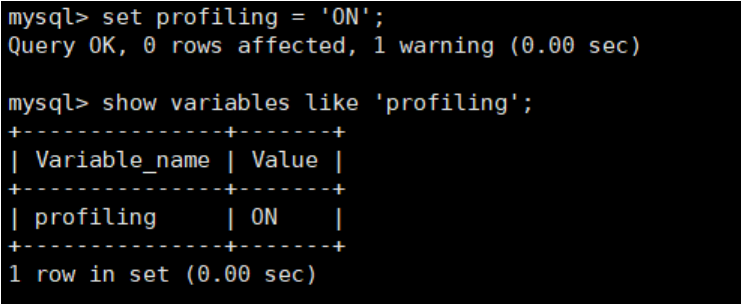 mysql> set profiling = 'ON';
Query OK, 0 rows affected, 1 warning (0.00 sec)
mysql> show variables like 'profiling';
+---------------+-------+
| Variable_name | Value |
+---------------+-------+
| profiling     | ON    |
+---------------+-------+
1 row in set (0.00 sec)